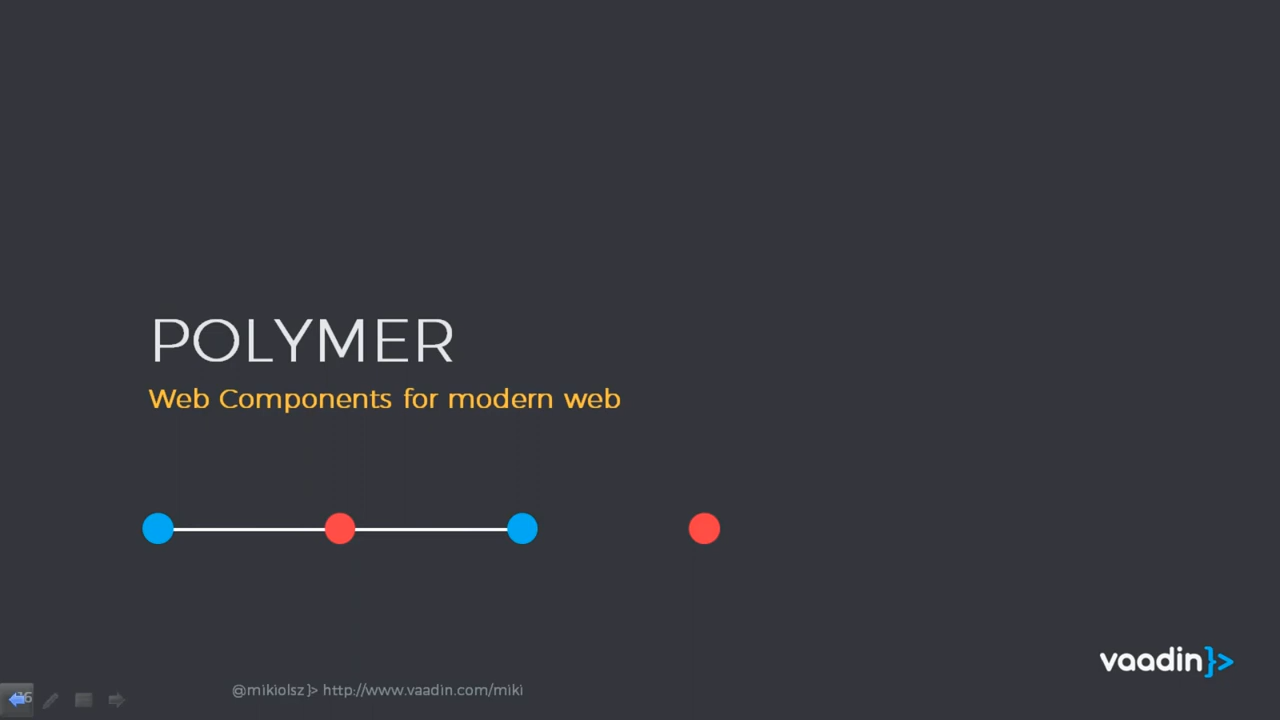 POLYMER
Web Components for modern web
vaadin}>
@mikiolsz }> http://www.vaadin.com/miki